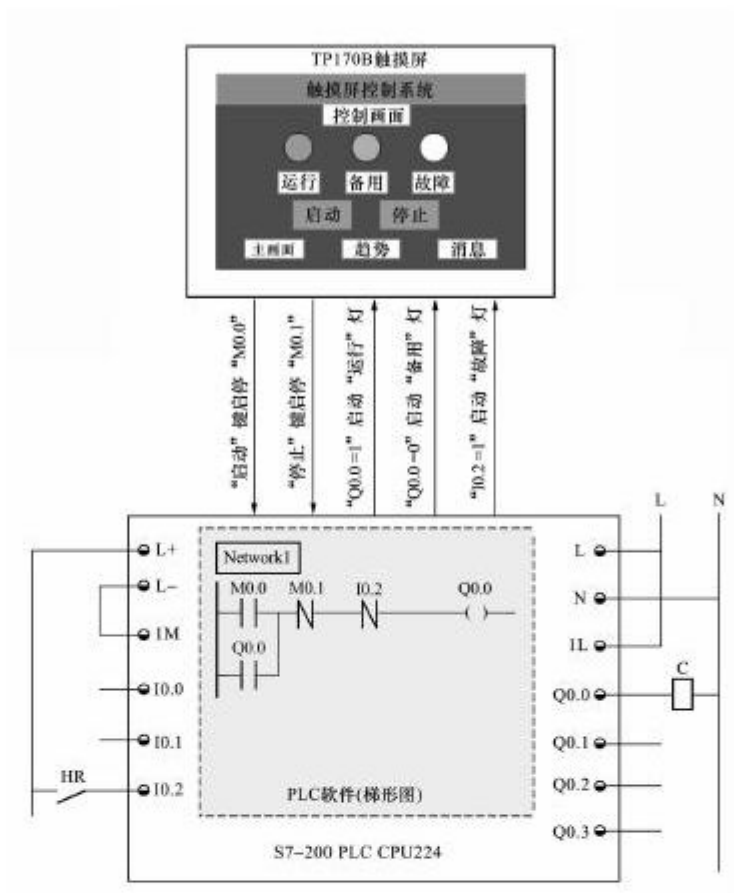 TP170B触摸屏
触摸屏控制系统
控制画面
运行 备用 故障
启动 停止
主画面 趋势 消息
“启动”键启停“M0.0”
“停止”键启停“M0.1”
“Q0.0=1”启动“运行”灯
“Q0.0=0”启动“备用”灯
“I0.2=1”启动“故障”灯
L N
L+
L-
1M
I0.0
I0.1
HR
I0.2
Network1
M0.0 M0.1 I0.2 Q0.0
Q0.0
PLC软件(梯形图)
L
N
1L
C
Q0.0
Q0.1
Q0.2
Q0.3
S7-200 PLC CPU224